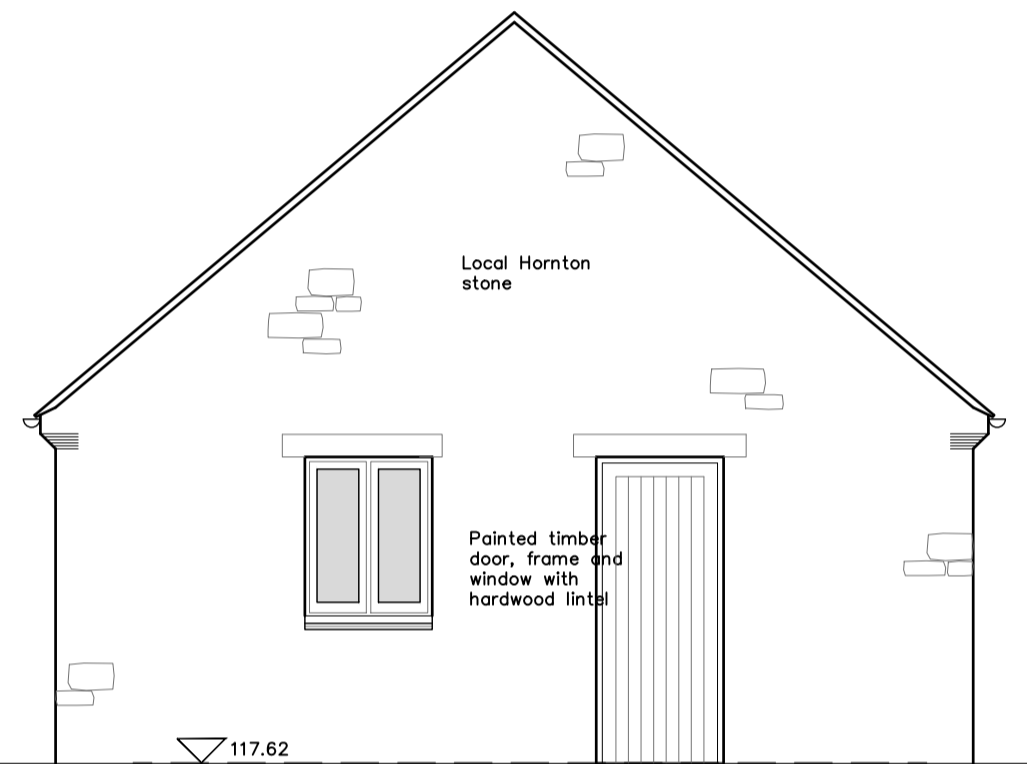 Local Hornton
stone
Painted timber
door, frame and
window with
hardwood lintel
117.62